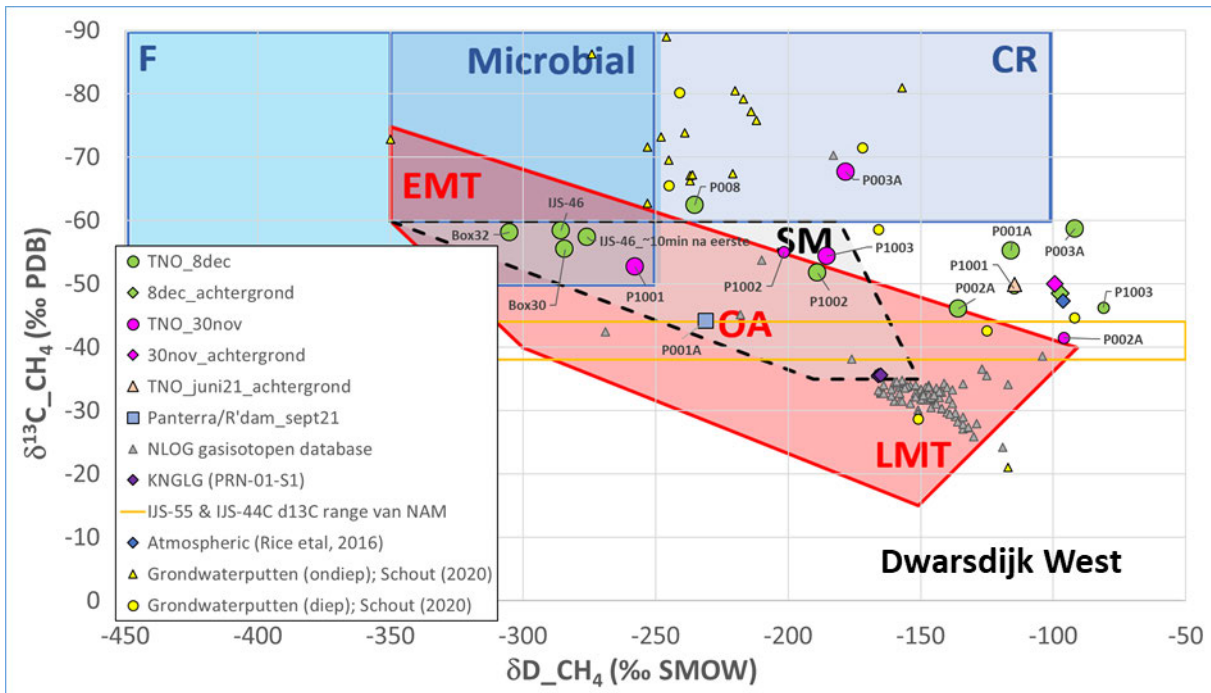 -90
-80
-70
-60
-50
-40
-30
-20
-10
0
δ¹³C_CH₄ (‰ PDB)
F
Microbial
CR
EMT
SM
OA
LMT
P008
P003A
IJS-46
Box32
IJS-46_~10min na eerste
Box30
P1001
P1002
P1003
P1002
P001A
P003A
P1001
P002A
P1003
P001A
P002A
TNO_8dec
8dec_achtergrond
TNO_30nov
30nov_achtergrond
TNO_juni21_achtergrond
Panterra/R'dam_sept21
NLOG gasisotopen database
KNGLG (PRN-01-S1)
IJS-55 & IJS-44C d13C range van NAM
Atmospheric (Rice etal, 2016)
Grondwaterputten (ondiep); Schout (2020)
Grondwaterputten (diep); Schout (2020)
Dwarsdijk West
-450 -400 -350 -300 -250 -200 -150 -100 -50
δD_CH₄ (‰ SMOW)